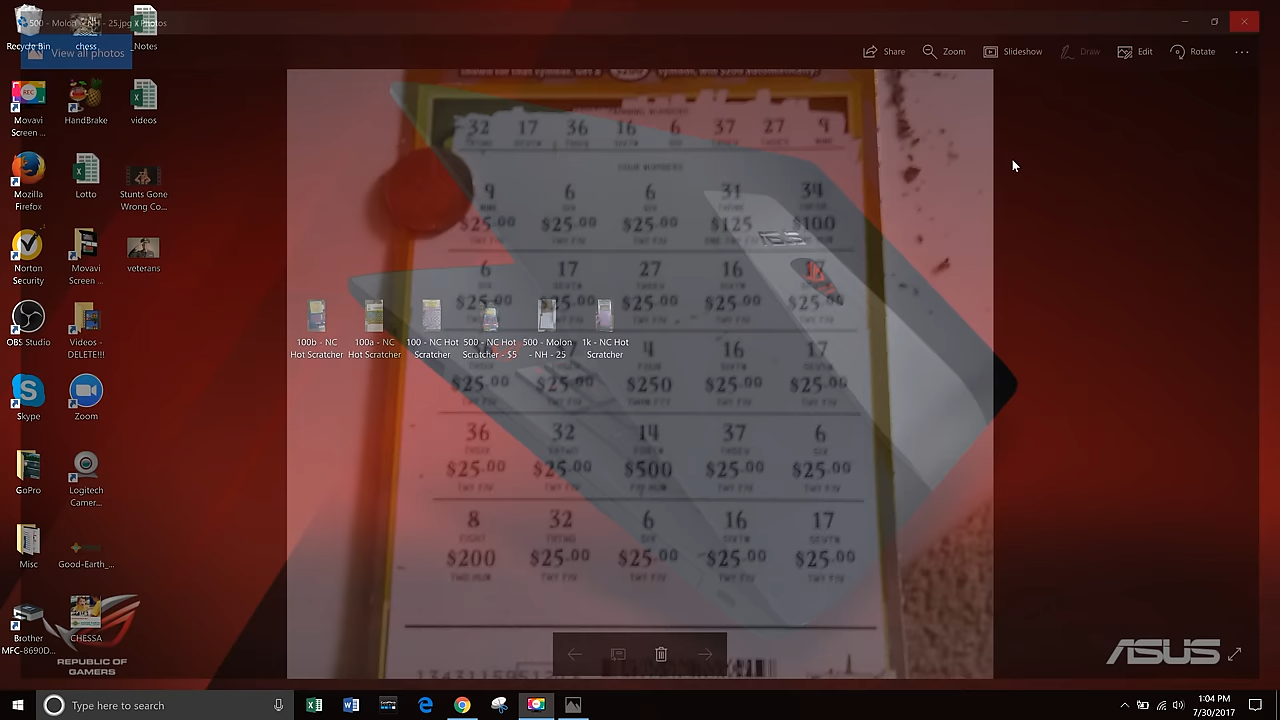 500 - Molon - NH - 25.jpg - Photos
View all photos
Share
Zoom
Slideshow
Draw
Edit
Rotate
Recycle Bin
chess
Notes
Movavi Screen ...
HandBrake
videos
Mozilla Firefox
Lotto
Stunts Gone Wrong Co...
Norton Security
Movavi Screen ...
veterans
OBS Studio
Videos - DELETE!!!
Skype
Zoom
GoPro
Logitech Camer...
Misc
Good-Earth_...
Brother MFC-8690D...
CHESSA
REPUBLIC OF
GAMERS
100b - NC Hot Scratcher
100a - NC Hot Scratcher
100 - NC Hot Scratcher
500 - NC Hot Scratcher - $5
500 - Molon - NH - 25
1k - NC Hot Scratcher
32 17 36 16 6 37 27 9
YOUR NUMBERS
9 6 6 31 34
$25.00 $25.00 $25.00 $125 $100
6 17 27 16 17
$25.00 $25.00 $25.00 $25.00 $25.00
4 16 17
$25.00 $25.00 $250 $25.00 $25.00
36 32 14 37 6
$25.00 $25.00 $500 $25.00 $25.00
8 32 6 16 17
$200 $25.00 $25.00 $25.00 $25.00
ASUS
Type here to search
1:04 PM
7/30/2017